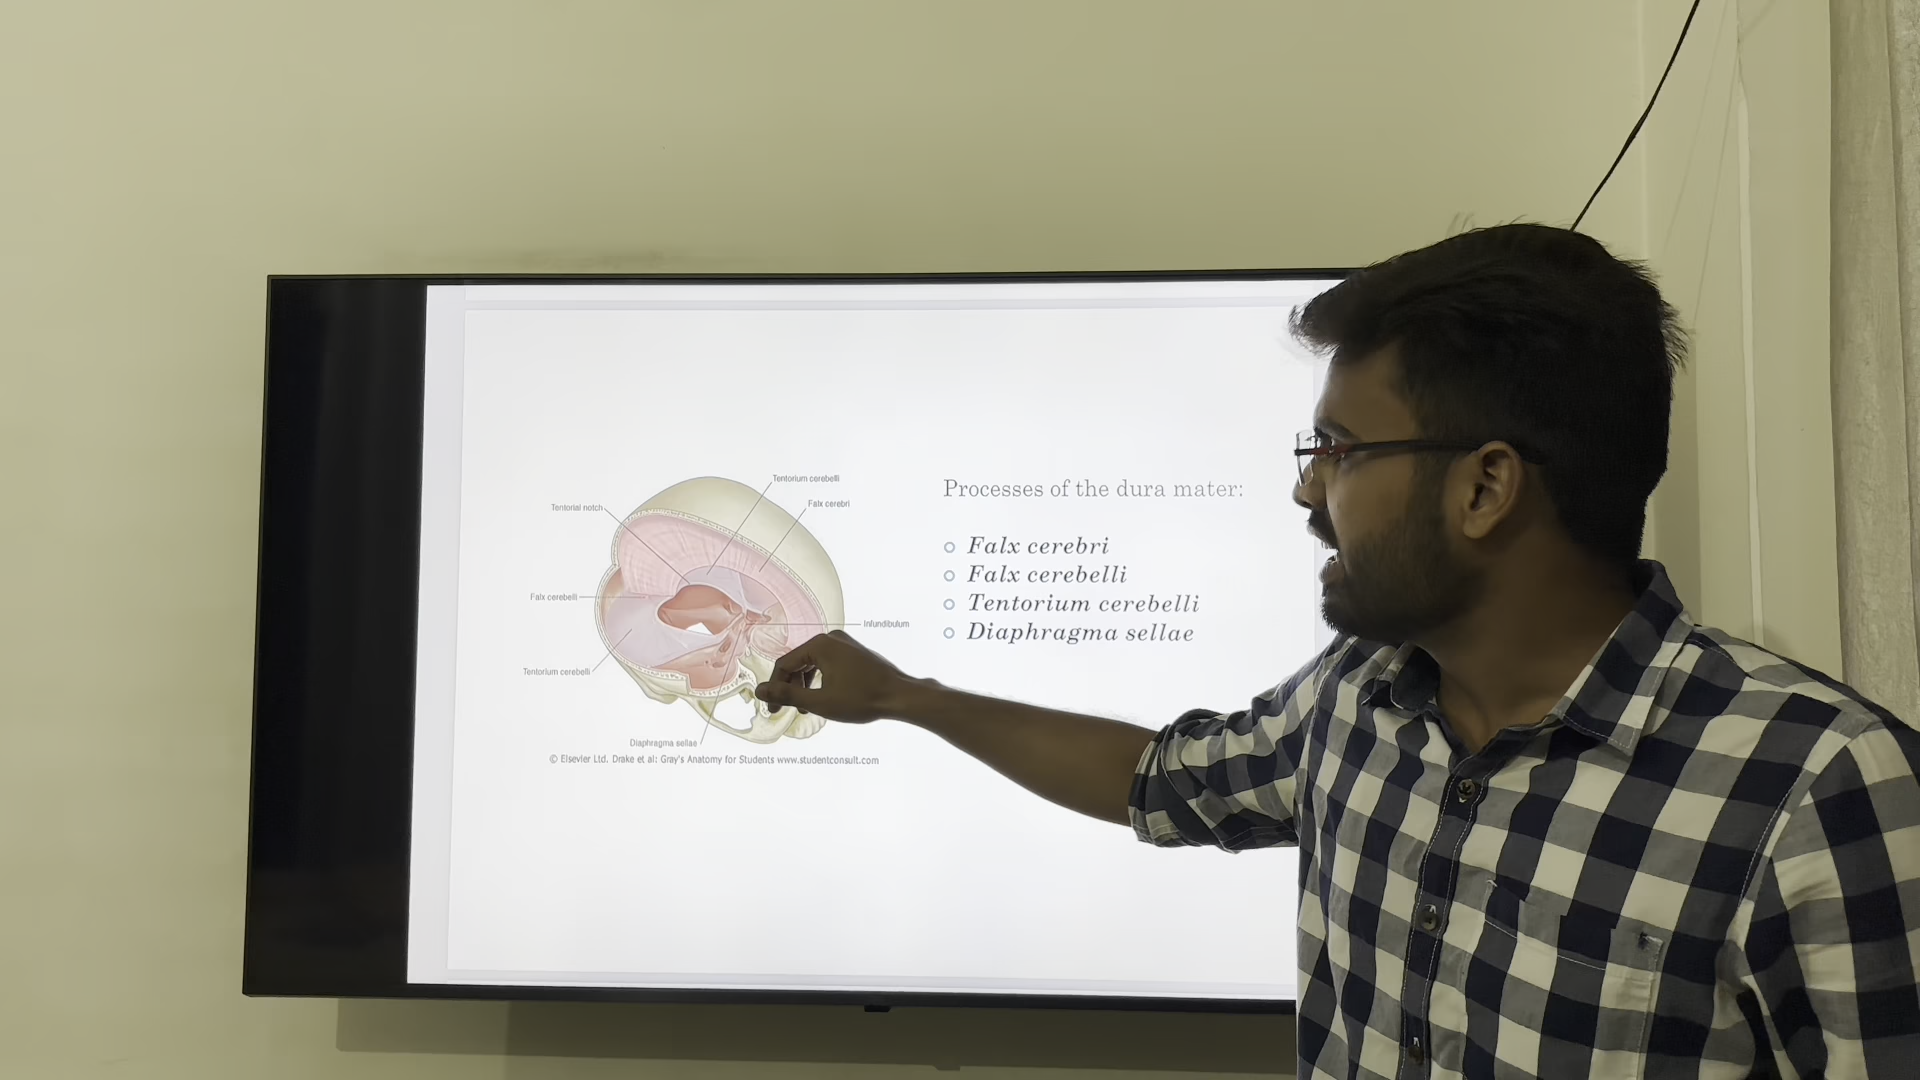 Tentorium cerebelli
Tentorial notch
Falx cerebri
Falx cerebelli
Infundibulum
Tentorium cerebelli
Diaphragma sellae
© Elsevier Ltd. Drake et al: Gray's Anatomy for Students www.studentconsult.com
Processes of the dura mater:
Falx cerebri
Falx cerebelli
Tentorium cerebelli
Diaphragma sellae